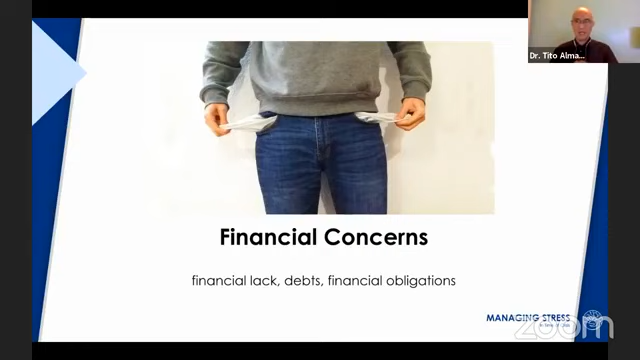 Dr. Tito Alma...
Financial Concerns
financial lack, debts, financial obligations
MANAGING STRESS
zoom